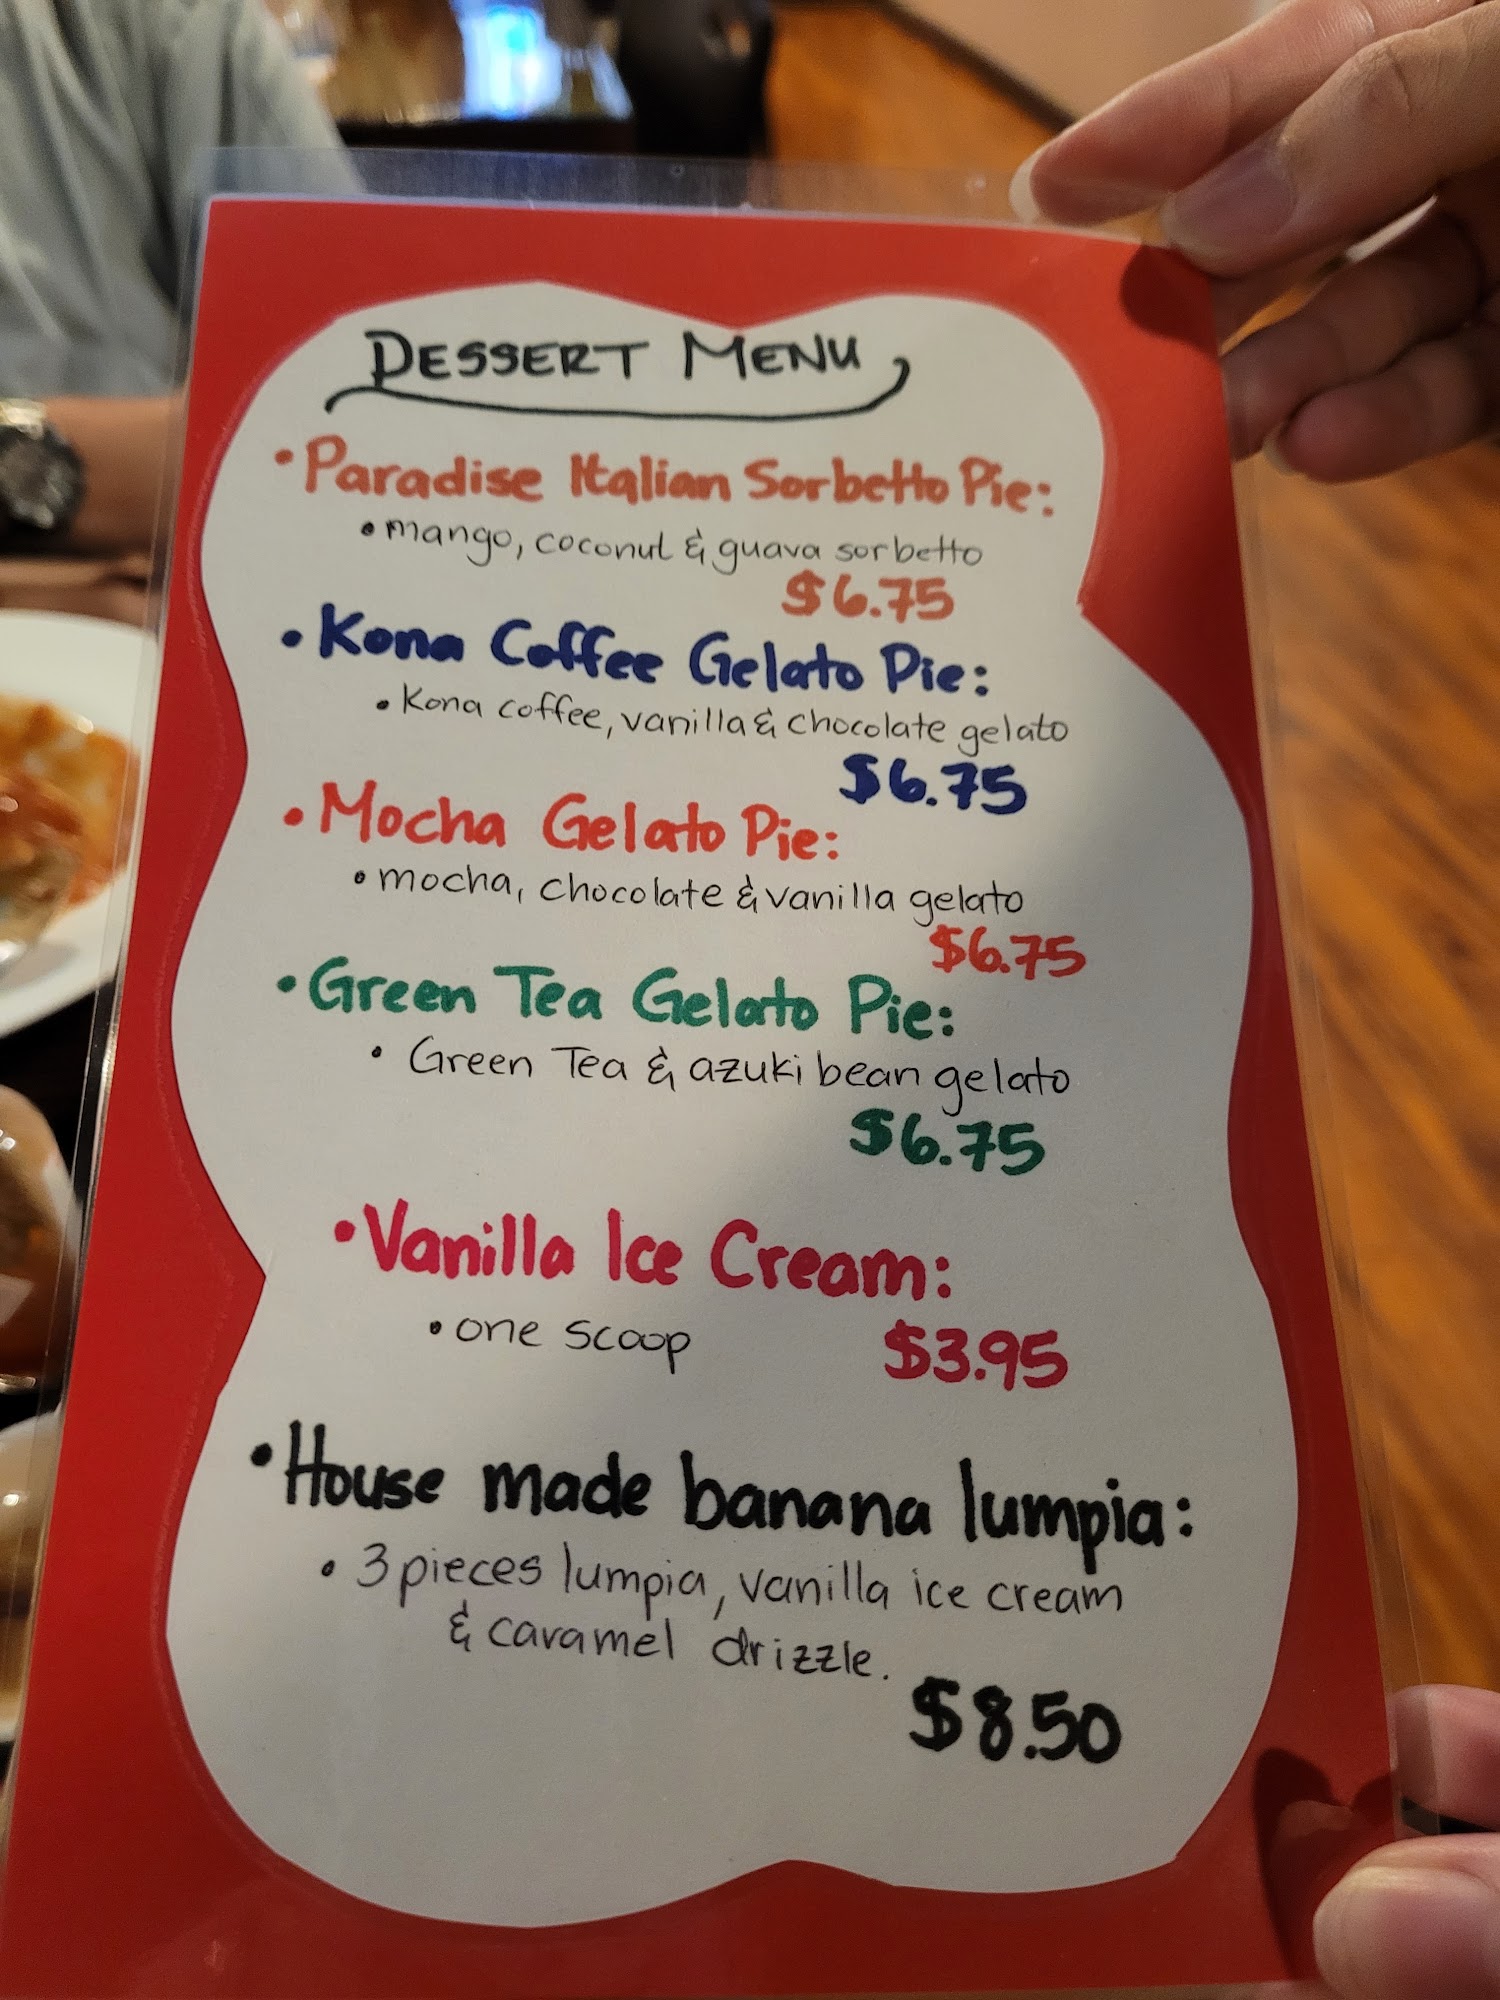 DESSERT MENU
• Paradise Italian Sorbetto Pie:
• mango, coconut & guava sorbetto
$6.75
• Kona Coffee Gelato Pie:
• Kona coffee, vanilla & chocolate gelato
$6.75
• Mocha Gelato Pie:
• mocha, chocolate & vanilla gelato
$6.75
• Green Tea Gelato Pie:
• Green Tea & azuki bean gelato
$6.75
• Vanilla Ice Cream:
• one scoop $3.95
• House made banana lumpia:
• 3 pieces lumpia, vanilla ice cream
& caramel drizzle.
$8.50